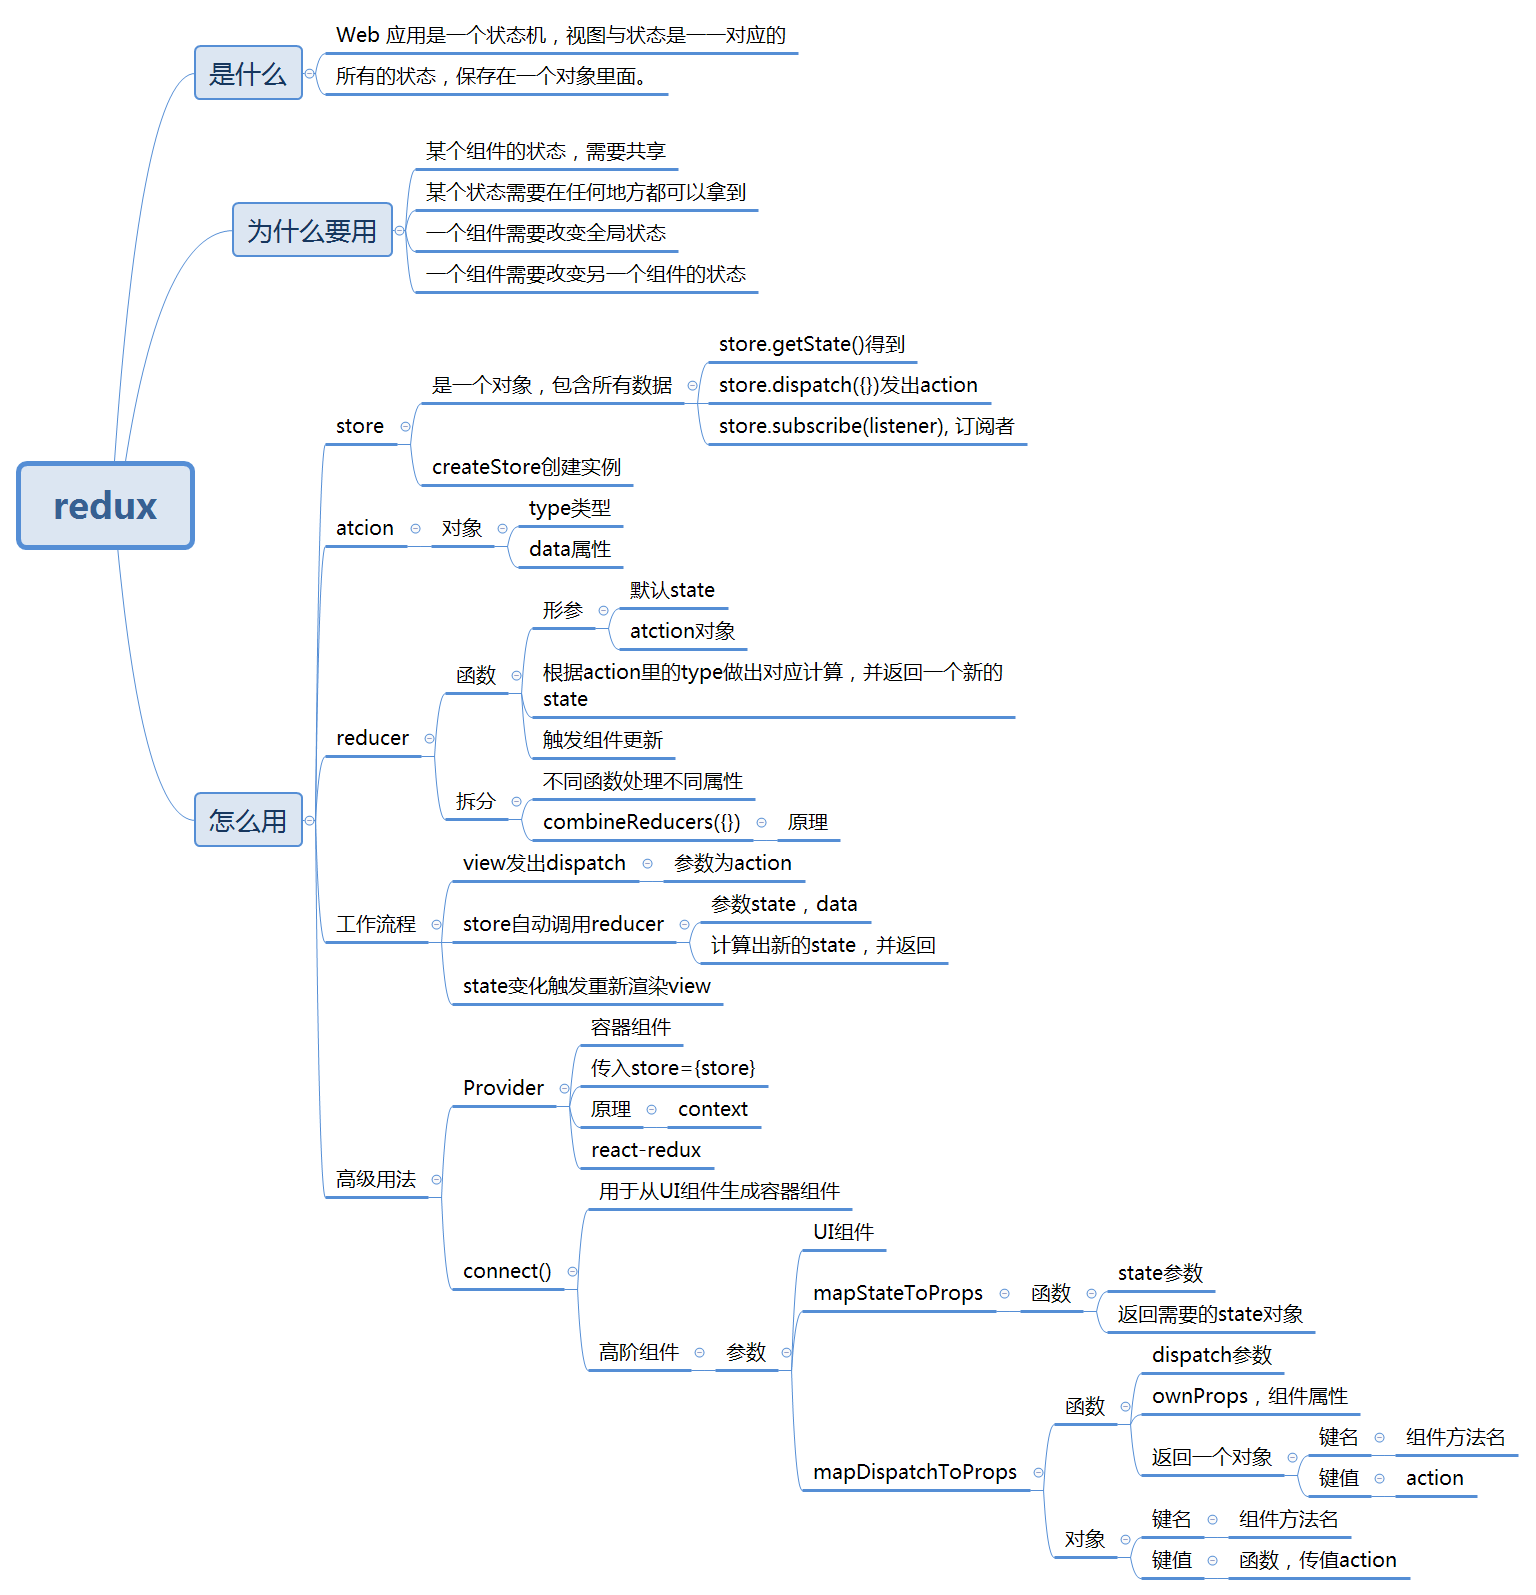 redux
是什么
Web 应用是一个状态机，视图与状态是一一对应的
所有的状态，保存在一个对象里面。
为什么要用
某个组件的状态，需要共享
某个状态需要在任何地方都可以拿到
一个组件需要改变全局状态
一个组件需要改变另一个组件的状态
怎么用
store
是一个对象，包含所有数据
store.getState()得到
store.dispatch({})发出action
store.subscribe(listener), 订阅者
createStore创建实例
atcion
对象
type类型
data属性
reducer
函数
形参
默认state
atction对象
根据action里的type做出对应计算，并返回一个新的
state
触发组件更新
拆分
不同函数处理不同属性
combineReducers({})
原理
工作流程
view发出dispatch
参数为action
store自动调用reducer
参数state，data
计算出新的state，并返回
state变化触发重新渲染view
高级用法
Provider
容器组件
传入store={store}
原理
context
react-redux
connect()
用于从UI组件生成容器组件
高阶组件
参数
UI组件
mapStateToProps
函数
state参数
返回需要的state对象
mapDispatchToProps
函数
dispatch参数
ownProps，组件属性
返回一个对象
键名
组件方法名
键值
action
对象
键名
组件方法名
键值
函数，传值action